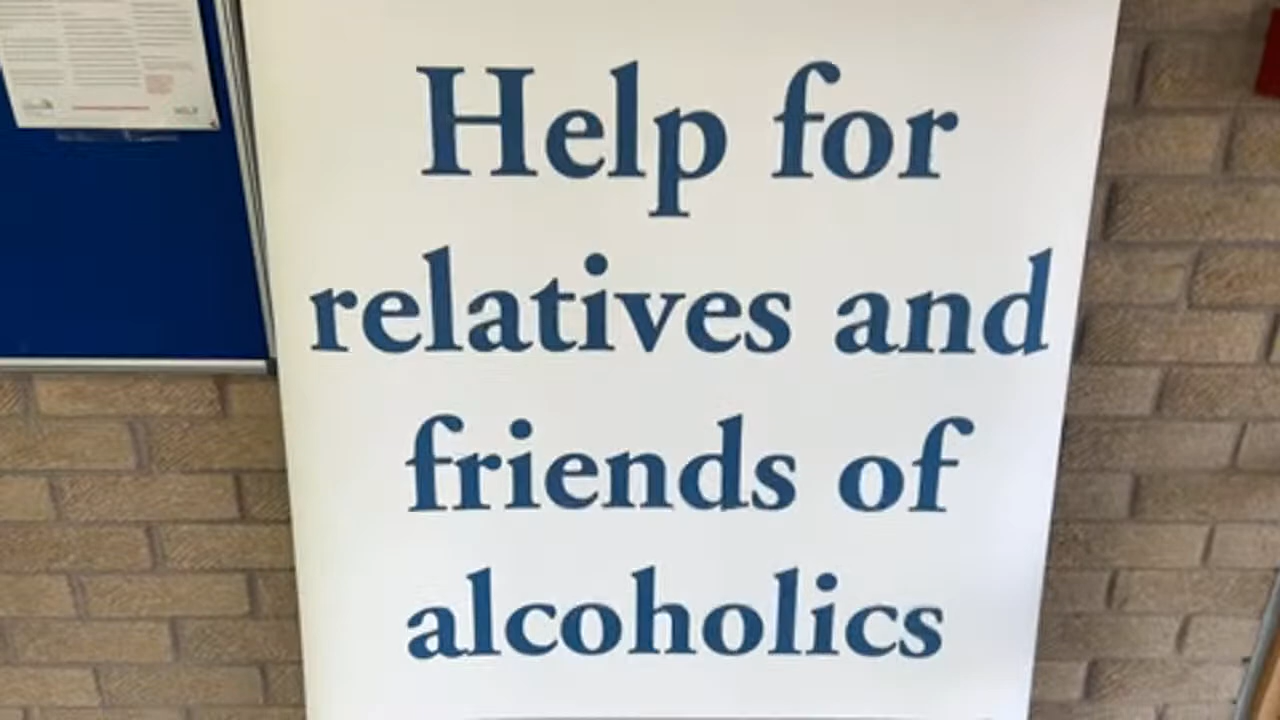 Help for
relatives and
friends of
alcoholics